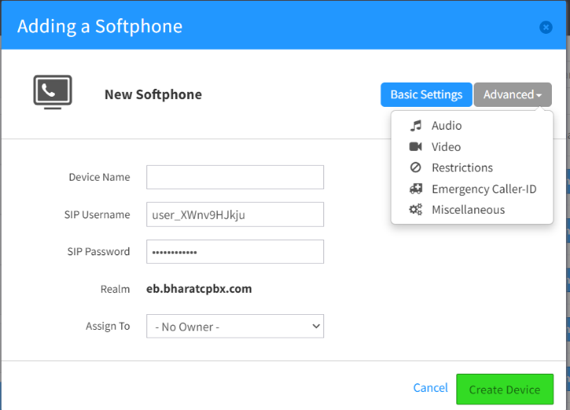 Adding a Softphone
New Softphone
Basic Settings
Advanced
Audio
Video
Restrictions
Emergency Caller-ID
Miscellaneous
Device Name
SIP Username
user_XWnv9HJkju
SIP Password
••••••••••••
Realm
eb.bharatcpbx.com
Assign To
- No Owner -
Cancel
Create Device